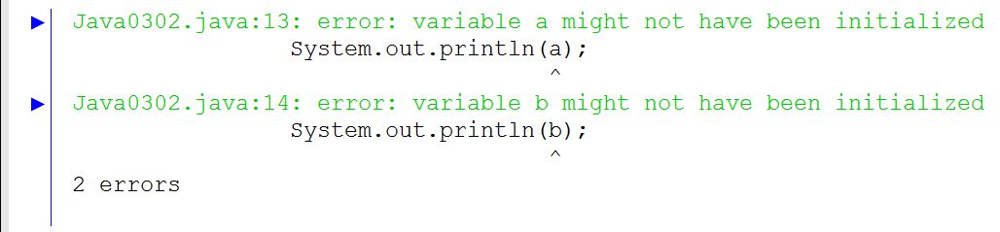 Java0302.java:13: error: variable a might not have been initialized
System.out.println(a);
^
Java0302.java:14: error: variable b might not have been initialized
System.out.println(b);
^
2 errors